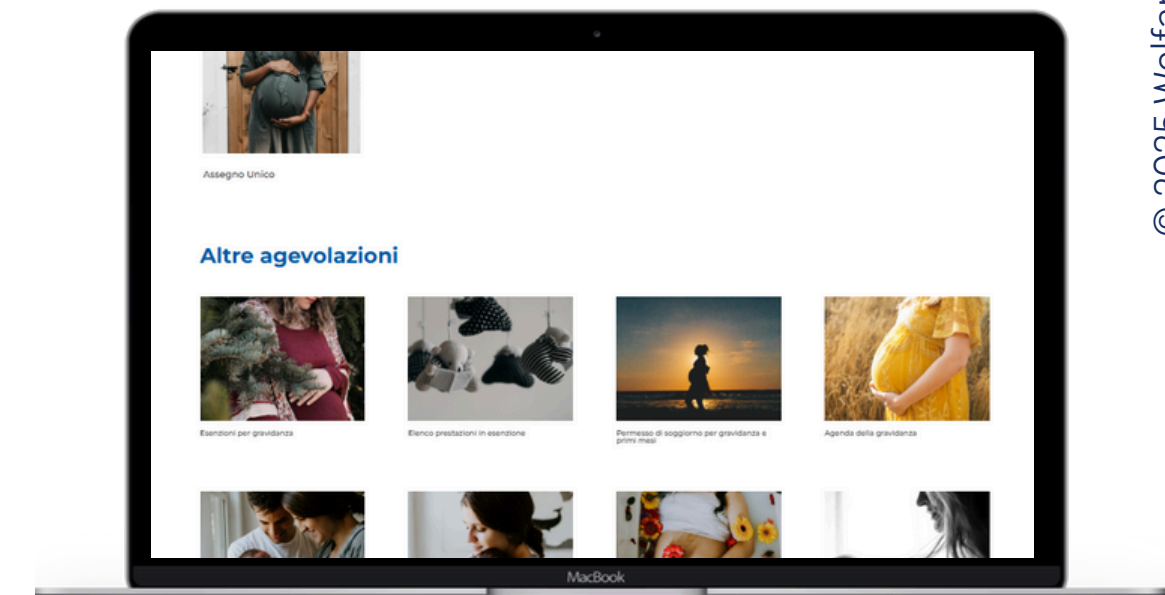 Assegno Unico
Altre agevolazioni
Esenzioni per gravidanza
Elenco prestazioni in esenzione
Permesso di soggiorno per gravidanza e
primi mesi
Agenda della gravidanza
MacBook
© 2025